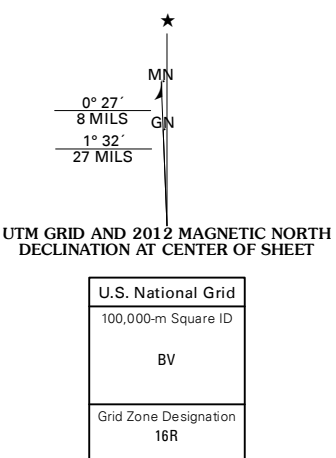 ★
MN
0° 27´
8 MILS
GN
1° 32´
27 MILS
UTM GRID AND 2012 MAGNETIC NORTH
DECLINATION AT CENTER OF SHEET
U.S. National Grid
100,000-m Square ID
BV
Grid Zone Designation
16R